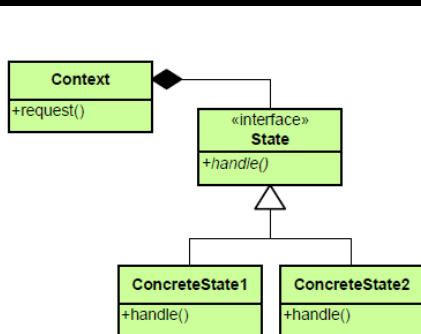 Context
+request()
«interface»
State
+handle()
ConcreteState1
+handle()
ConcreteState2
+handle()